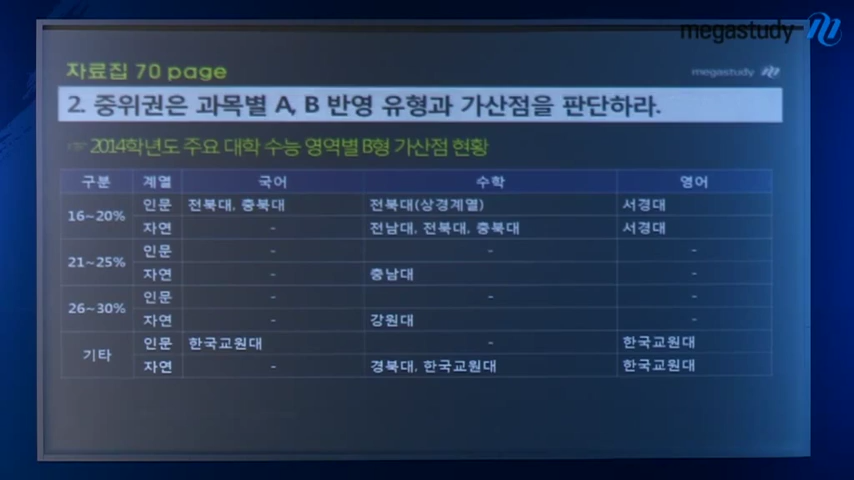 megastudy
자료집 70 page
megastudy
2. 중위권은 과목별 A, B 반영 유형과 가산점을 판단하라.
☞ 2014학년도 주요 대학 수능 영역별 B형 가산점 현황
구분 계열 국어 수학 영어
16~20% 인문 전북대, 충북대 전북대(상경계열) 서경대
자연 - 전남대, 전북대, 충북대 서경대
21~25% 인문 - - -
자연 - 충남대 -
26~30% 인문 - - -
자연 - 강원대 -
기타 인문 한국교원대 - 한국교원대
자연 - 경북대, 한국교원대 한국교원대